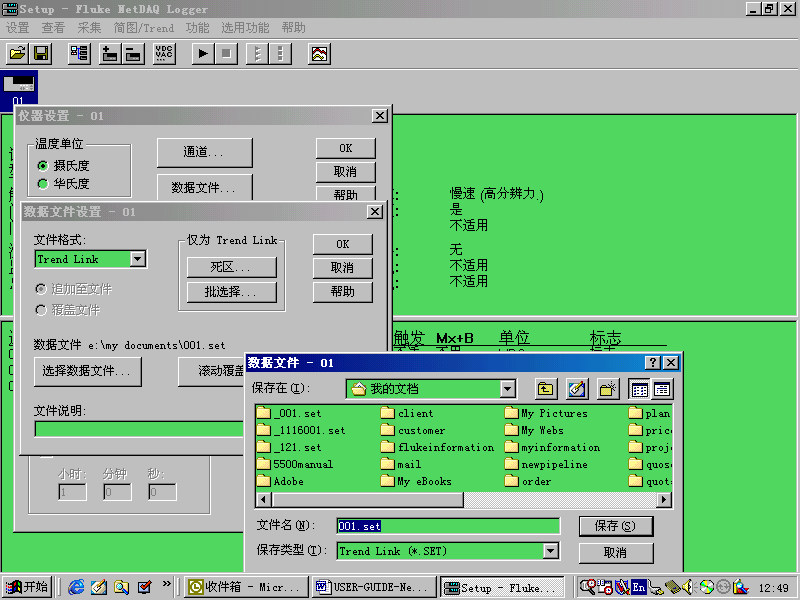 Setup - Fluke NetDAQ Logger
设置 查看 采集 简图/Trend 功能 选用功能 帮助
VDC
VAC
01
仪器设置 - 01
温度单位
摄氏度
华氏度
通道...
数据文件...
OK
取消
帮助
慢速 (高分辨力.)
是
不适用
无
不适用
不适用
数据文件设置 - 01
文件格式:
Trend Link
追加至文件
覆盖文件
仅为 Trend Link
死区...
批选择...
OK
取消
帮助
数据文件 e:\my documents\001.set
选择数据文件...
滚动覆盖
文件说明:
小时: 分钟 秒:
1 0 0
触发 Mx+B 单位 标志
数据文件 - 01
保存在(I):
我的文档
_001.set client My Pictures plan
_1116001.set customer My Webs price
_121.set flukeinformation myinformation proj
5500manual mail newpipeline quos
Adobe My eBooks order quot
文件名(N):
001.set
保存(S)
保存类型(T):
Trend Link (*.SET)
取消
开始
收件箱 - Micr...
USER-GUIDE-Ne...
Setup - Fluke...
En
12:49